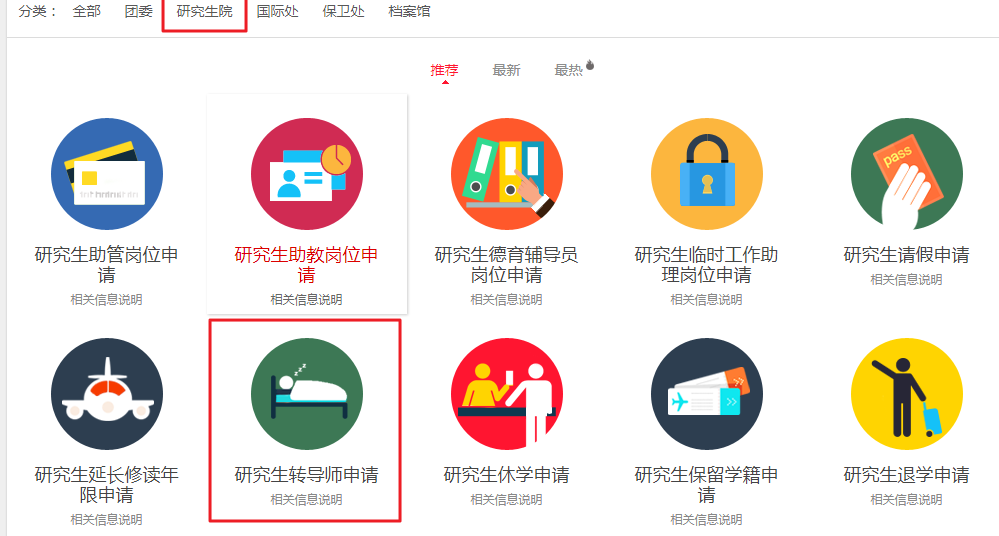 分类： 全部 团委 研究生院 国际处 保卫处 档案馆
推荐 最新 最热
pass
研究生助管岗位申
请
相关信息说明
研究生助教岗位申
请
相关信息说明
研究生德育辅导员
岗位申请
相关信息说明
研究生临时工作助
理岗位申请
相关信息说明
研究生请假申请
相关信息说明
研究生延长修读年
限申请
相关信息说明
研究生转导师申请
相关信息说明
研究生休学申请
相关信息说明
研究生保留学籍申
请
相关信息说明
研究生退学申请
相关信息说明